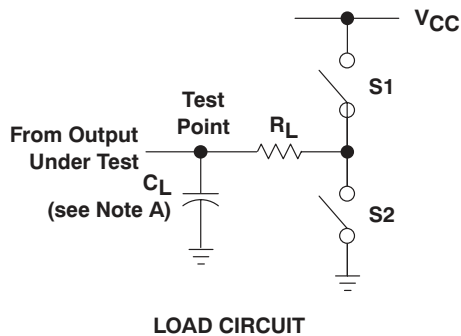 VCC
S1
Test
Point
RL
From Output
Under Test
CL
(see Note A)
S2
LOAD CIRCUIT